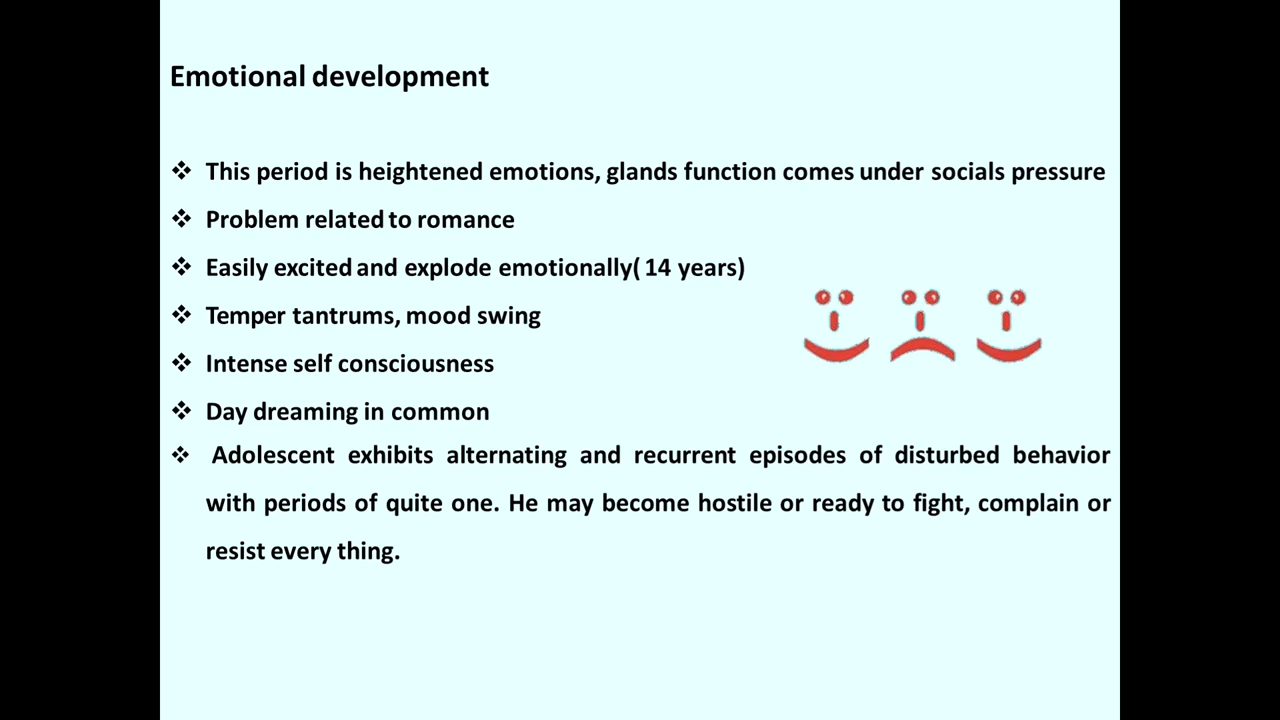 Emotional development
❖ This period is heightened emotions, glands function comes under socials pressure
❖ Problem related to romance
❖ Easily excited and explode emotionally( 14 years)
❖ Temper tantrums, mood swing
❖ Intense self consciousness
❖ Day dreaming in common
❖ Adolescent exhibits alternating and recurrent episodes of disturbed behavior
with periods of quite one. He may become hostile or ready to fight, complain or
resist every thing.